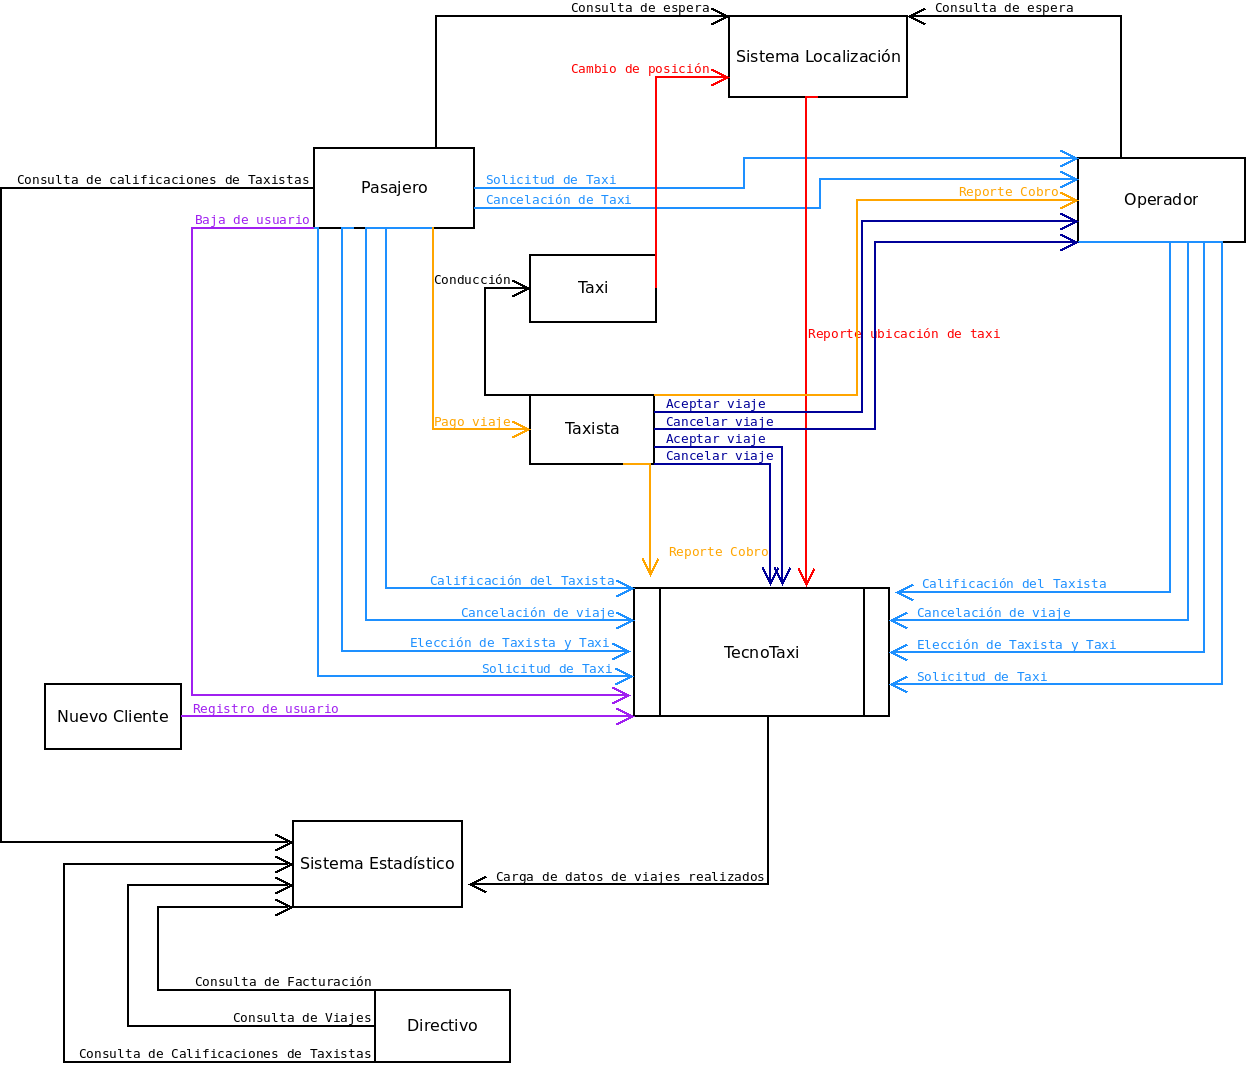 Consulta de espera
Consulta de espera
Sistema Localización
Cambio de posición
Consulta de calificaciones de Taxistas
Pasajero
Solicitud de Taxi
Cancelación de Taxi
Reporte Cobro
Operador
Baja de usuario
Conducción
Taxi
Reporte ubicación de taxi
Aceptar viaje
Pago viaje
Taxista
Cancelar viaje
Aceptar viaje
Cancelar viaje
Reporte Cobro
Calificación del Taxista
Calificación del Taxista
Cancelación de viaje
Cancelación de viaje
Elección de Taxista y Taxi
Elección de Taxista y Taxi
TecnoTaxi
Solicitud de Taxi
Solicitud de Taxi
Nuevo Cliente
Registro de usuario
Sistema Estadístico
Carga de datos de viajes realizados
Consulta de Facturación
Consulta de Viajes
Directivo
Consulta de Calificaciones de Taxistas